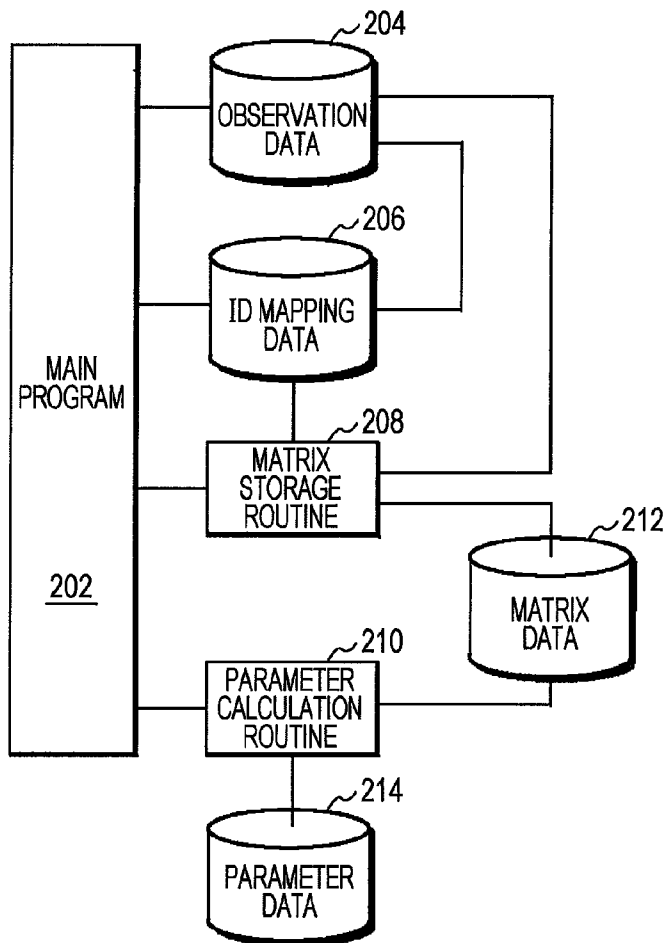 204
OBSERVATION
DATA
206
ID MAPPING
DATA
MAIN
PROGRAM
202
208
MATRIX
STORAGE
ROUTINE
212
MATRIX
DATA
210
PARAMETER
CALCULATION
ROUTINE
214
PARAMETER
DATA